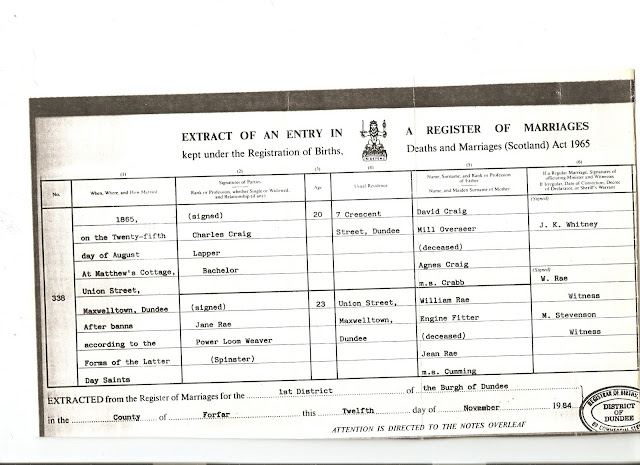 EXTRACT OF AN ENTRY IN A REGISTER OF MARRIAGES
kept under the Registration of Births, Deaths and Marriages (Scotland) Act 1965
(1) (2) (3) (4) (5) (6)
No.
When, Where, and How Married
Signatures of Parties.
Rank or Profession, whether Single or Widowed,
and Relationship (if any)
Age
Usual Residence
Name, Surname, and Rank or Profession
of Father
Name, and Maiden Surname of Mother
If a Regular Marriage, Signatures of
officiating Minister and Witnesses
If Irregular, Date of Conviction, Decree
of Declarator, or Sheriff's Warrant
338
1865,
on the Twenty-fifth
day of August
At Matthew's Cottage,
Union Street,
Maxwelltown, Dundee
After banns
according to the
Forms of the Latter
Day Saints
(signed)
Charles Craig
Lapper
Bachelor
(signed)
Jane Rae
Power Loom Weaver
(Spinster)
20
23
7 Crescent
Street, Dundee
Union Street,
Maxwelltown,
Dundee
David Craig
Mill Overseer
(deceased)
Agnes Craig
m.s. Crabb
William Rae
Engine Fitter
(deceased)
Jean Rae
m.s. Cumming
(Signed)
J. K. Whitney
(Signed)
W. Rae
Witness
M. Stevenson
Witness
EXTRACTED from the Register of Marriages for the 1st District of the Burgh of Dundee
in the County of Forfar this Twelfth day of November 1984
ATTENTION IS DIRECTED TO THE NOTES OVERLEAF
REGISTRAR OF BIRTHS,
DISTRICT
OF
DUNDEE